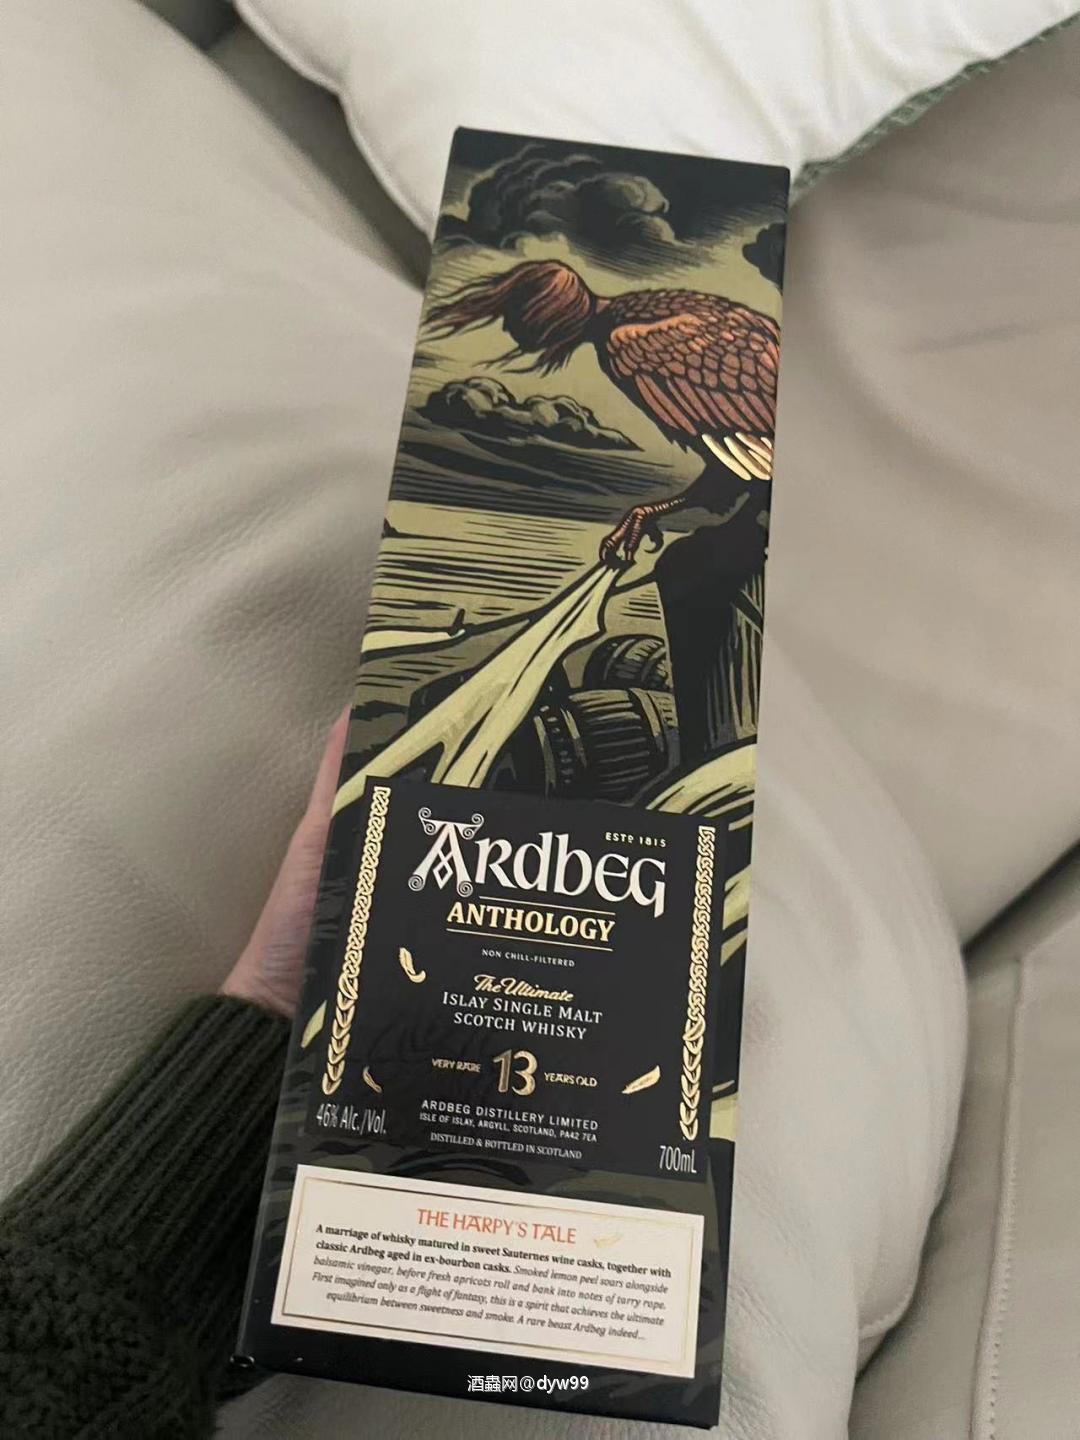 ESTD 1815
ARDBEG
ANTHOLOGY
NON CHILL-FILTERED
The Ultimate
ISLAY SINGLE MALT
SCOTCH WHISKY
VERY RARE 13 YEARS OLD
ARDBEG DISTILLERY LIMITED
ISLE OF ISLAY, ARGYLL, SCOTLAND, PA42 7EA
DISTILLED & BOTTLED IN SCOTLAND
46% Alc./Vol.
700mL
THE HARPY'S TALE
A marriage of whisky matured in sweet Sauternes wine casks, together with
classic Ardbeg aged in ex-bourbon casks. Smoked lemon peel soars alongside
balsamic vinegar, before fresh apricots roll and bank into notes of tarry rope.
First imagined only as a flight of fantasy, this is a spirit that achieves the ultimate
equilibrium between sweetness and smoke. A rare beast Ardbeg indeed...
酒蟲网@dyw99